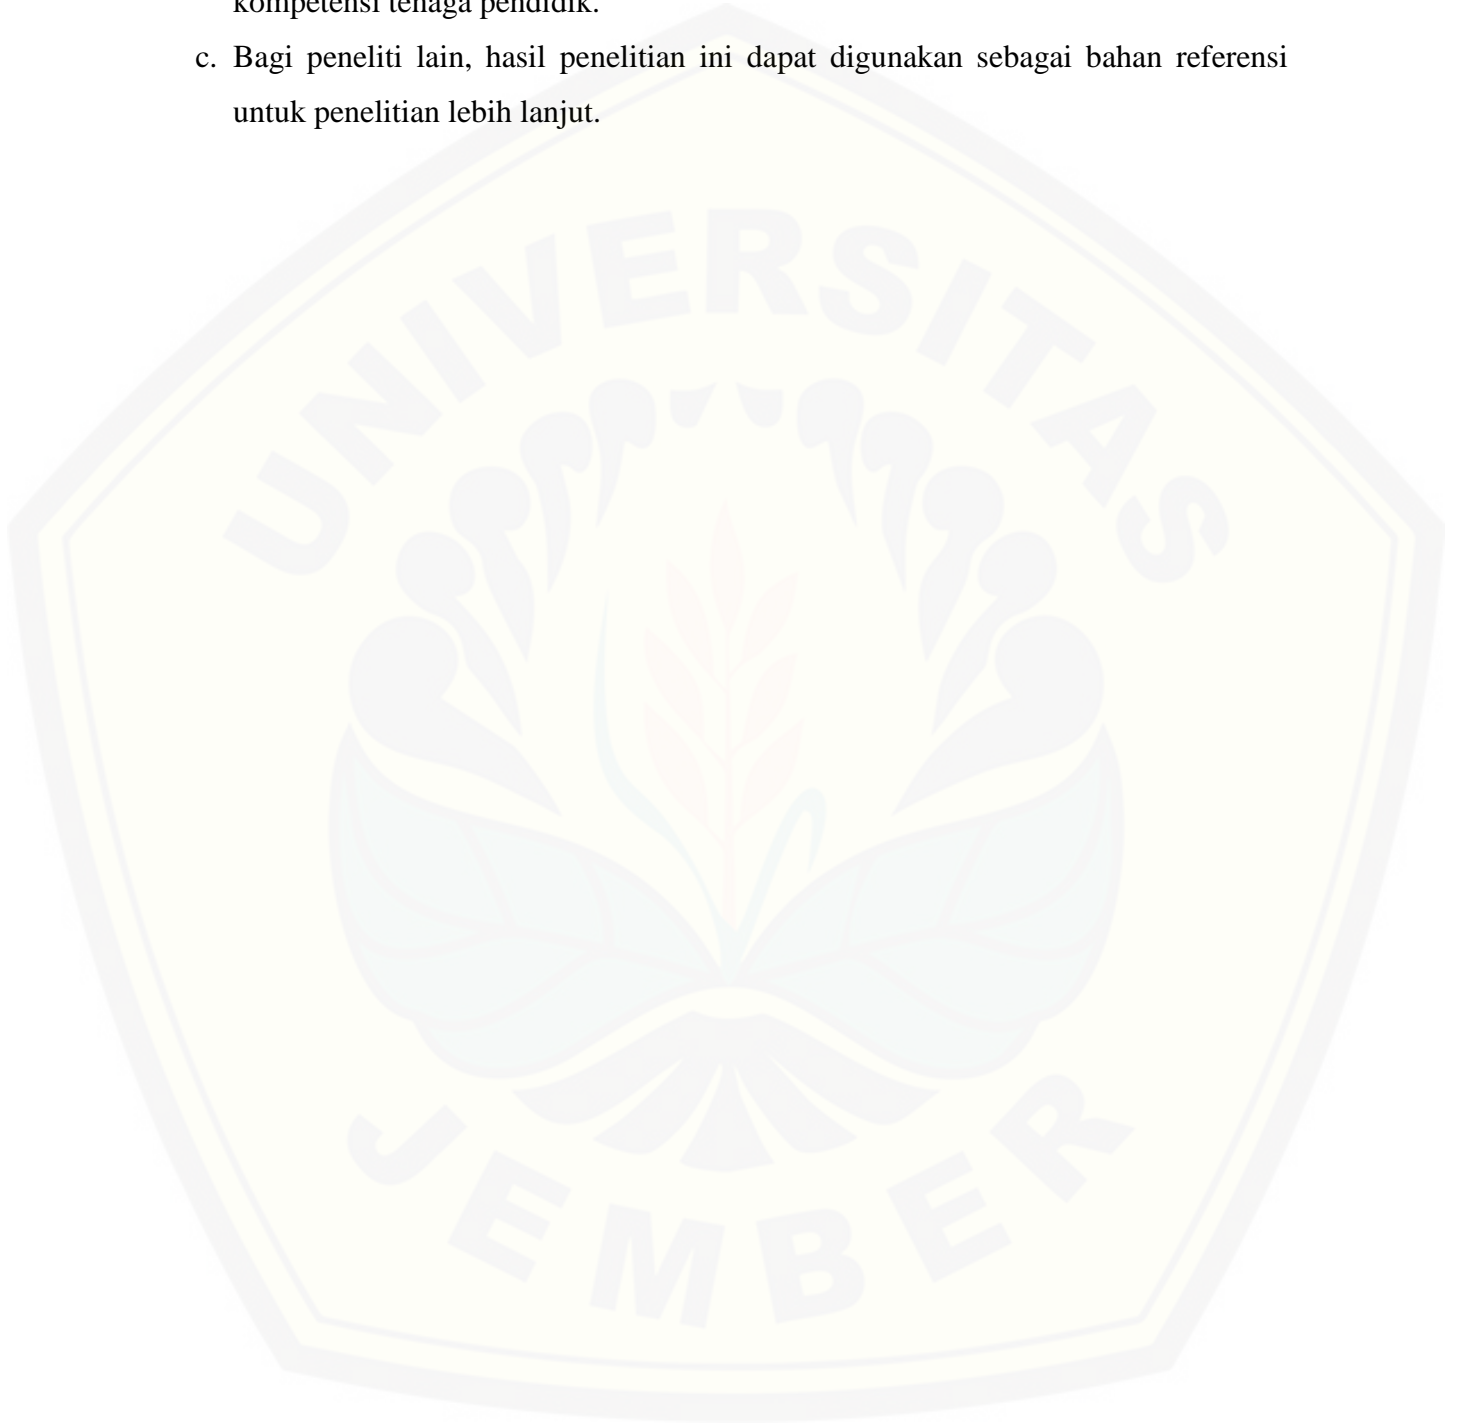 kompetensi tenaga pendidik.
c. Bagi peneliti lain, hasil penelitian ini dapat digunakan sebagai bahan referensi
untuk penelitian lebih lanjut.
UNIVERSITAS
JEMBER